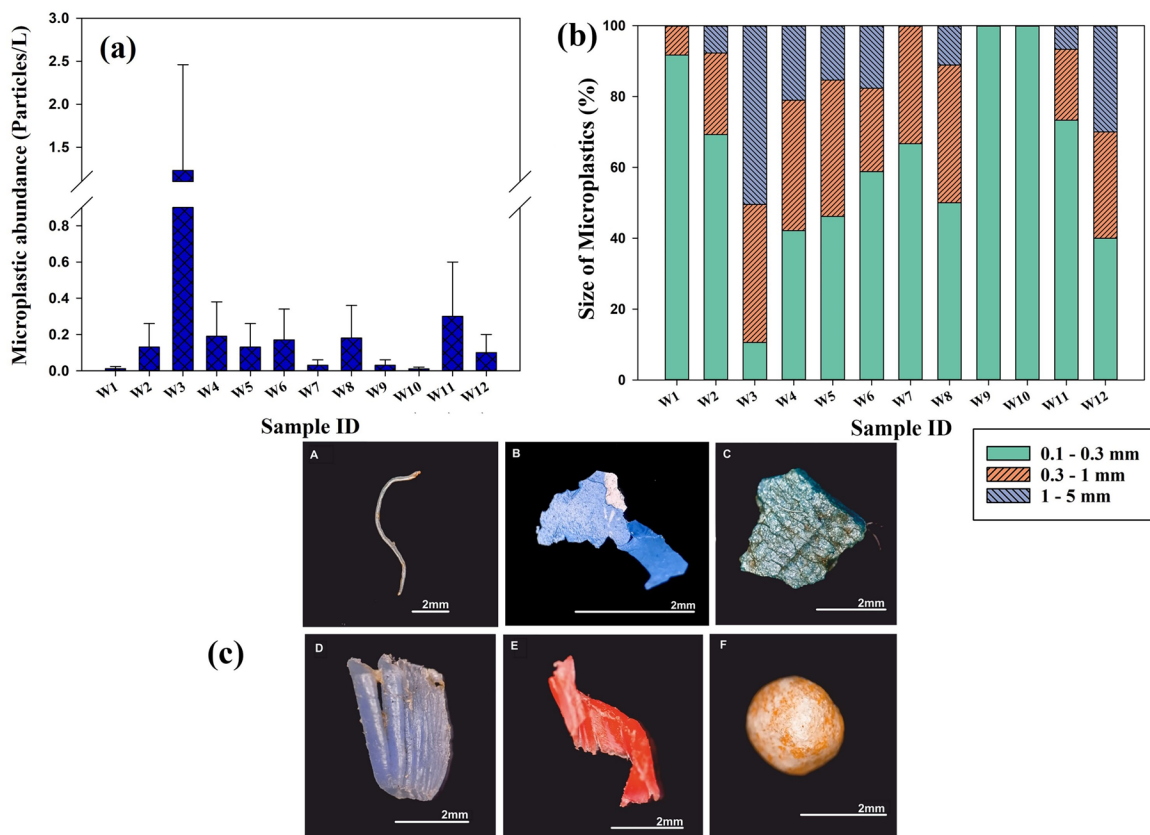 (a)
Microplastic abundance (Particles/L)
3.0
2.5
2.0
1.5
0.8
0.6
0.4
0.2
0.0
W1 W2 W3 W4 W5 W6 W7 W8 W9 W10 W11 W12
Sample ID
(b)
Size of Microplastics (%)
100
80
60
40
20
0
W1 W2 W3 W4 W5 W6 W7 W8 W9 W10 W11 W12
Sample ID
0.1 - 0.3 mm
0.3 - 1 mm
1 - 5 mm
(c)
A
2mm
B
2mm
C
2mm
D
2mm
E
2mm
F
2mm